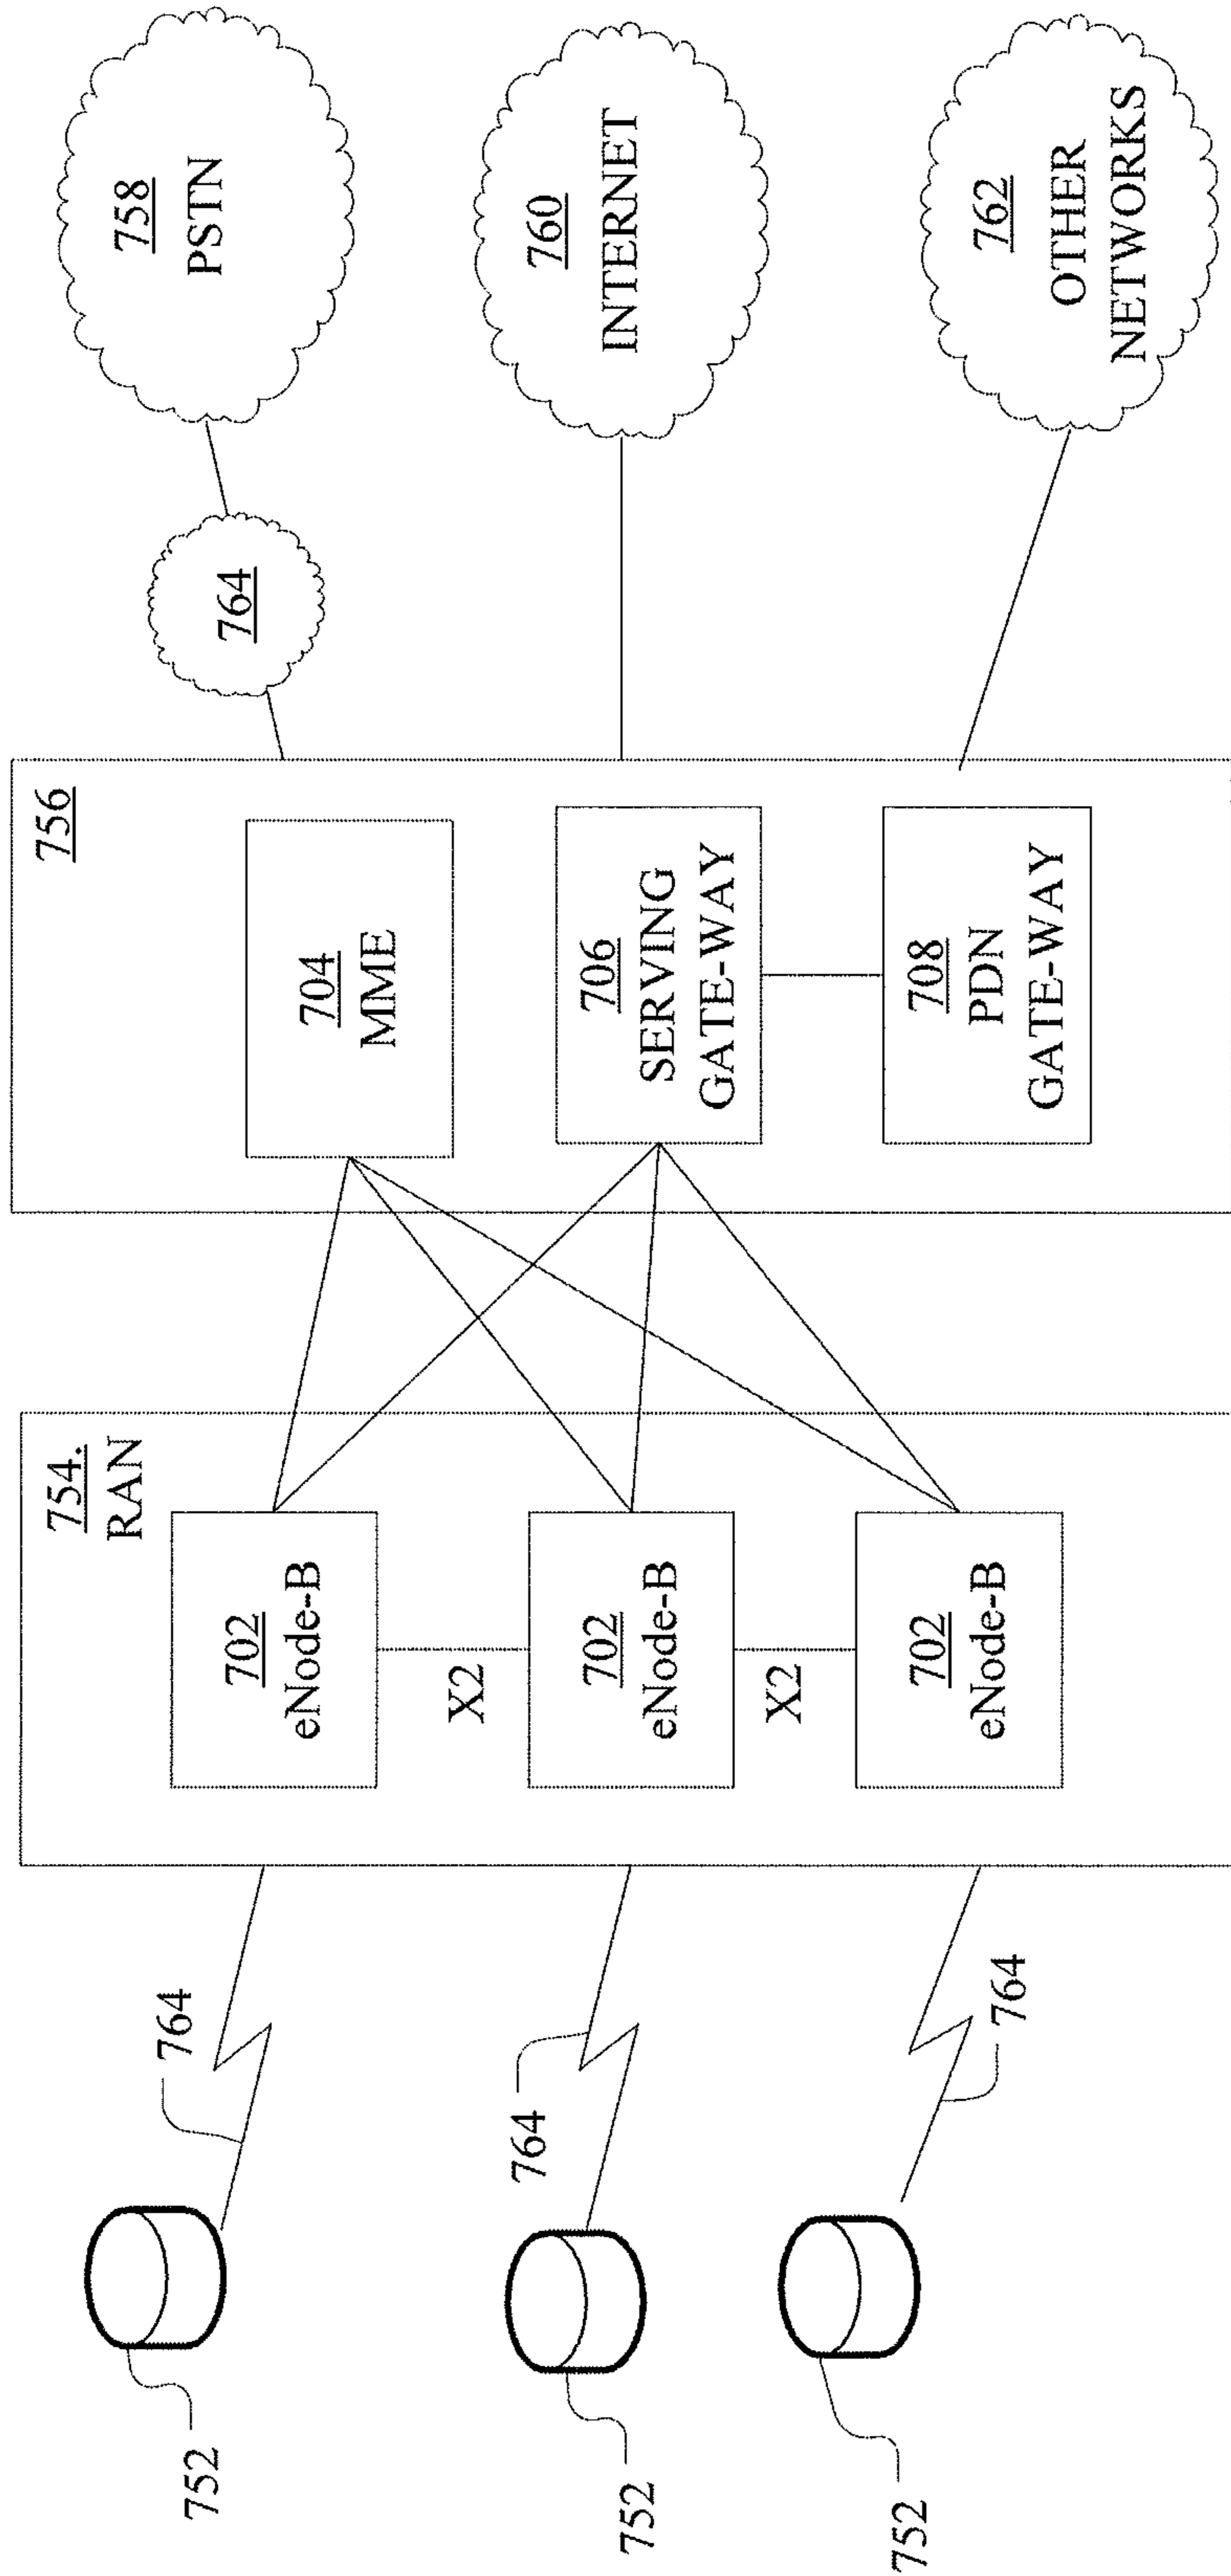 752
764
752
764
752
764
754.
RAN
702
eNode-B
X2
702
eNode-B
X2
702
eNode-B
756
704
MME
706
SERVING
GATE-WAY
708
PDN
GATE-WAY
764
758
PSTN
760
INTERNET
762
OTHER
NETWORKS